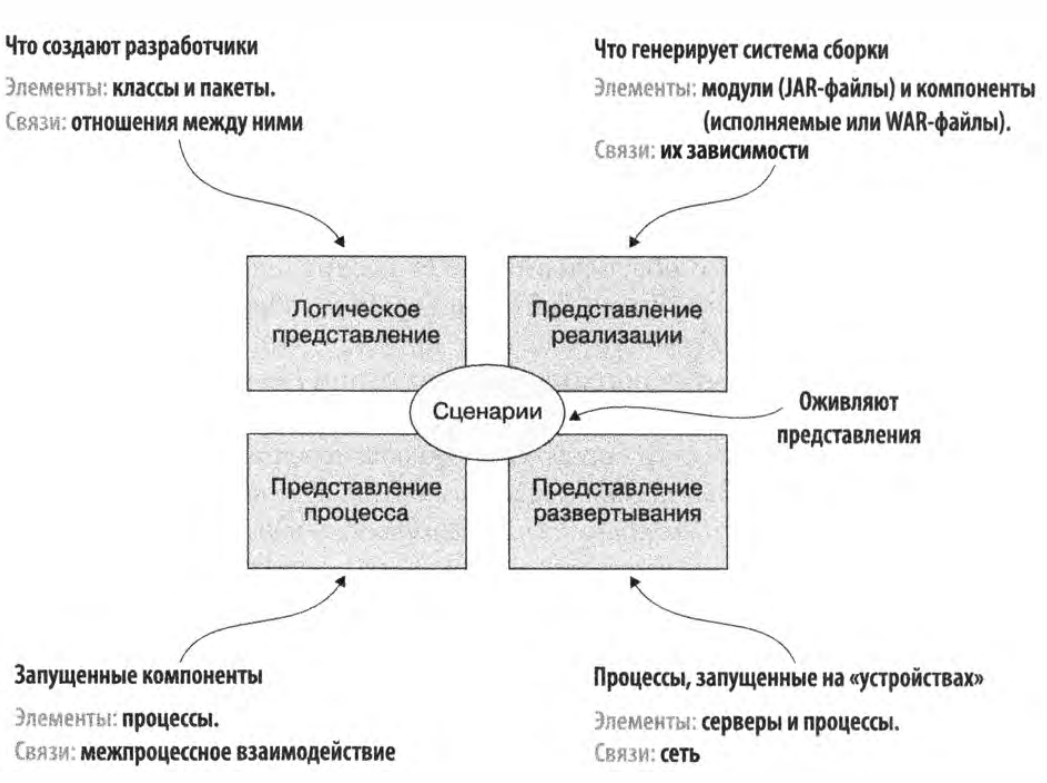 Что создают разработчики
Элементы: классы и пакеты.
Связи: отношения между ними
Что генерирует система сборки
Элементы: модули (JAR-файлы) и компоненты
(исполняемые или WAR-файлы).
Связи: их зависимости
Логическое
представление
Представление
реализации
Сценарии
Оживляют
представления
Представление
процесса
Представление
развертывания
Запущенные компоненты
Элементы: процессы.
Связи: межпроцессное взаимодействие
Процессы, запущенные на «устройствах»
Элементы: серверы и процессы.
Связи: сеть